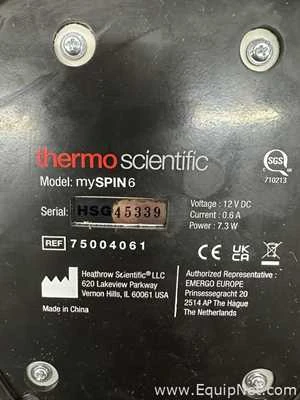 thermo scientific
Model: mySPIN 6
SGS
710213
Serial: HSG45339
Voltage : 12 V DC
Current : 0.6 A
Power : 7.3 W
REF 75004061
CE UK CA
Heathrow Scientific® LLC
620 Lakeview Parkway
Vernon Hills, IL 60061 USA
Made in China
Authorized Representative :
EMERGO EUROPE
Prinsessegracht 20
2514 AP The Hague
The Netherlands
www.EquipNet.com